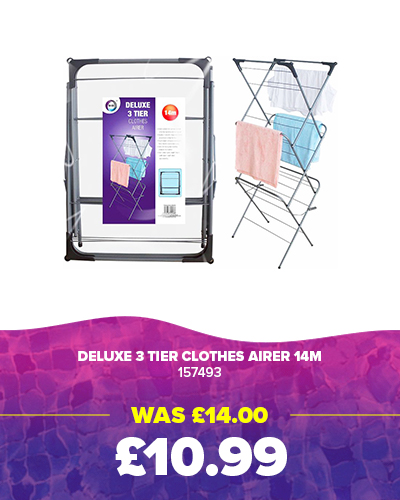 DELUXE
3 TIER
CLOTHES
AIRER
14m
DELUXE 3 TIER CLOTHES AIRER 14M
157493
WAS £14.00
£10.99